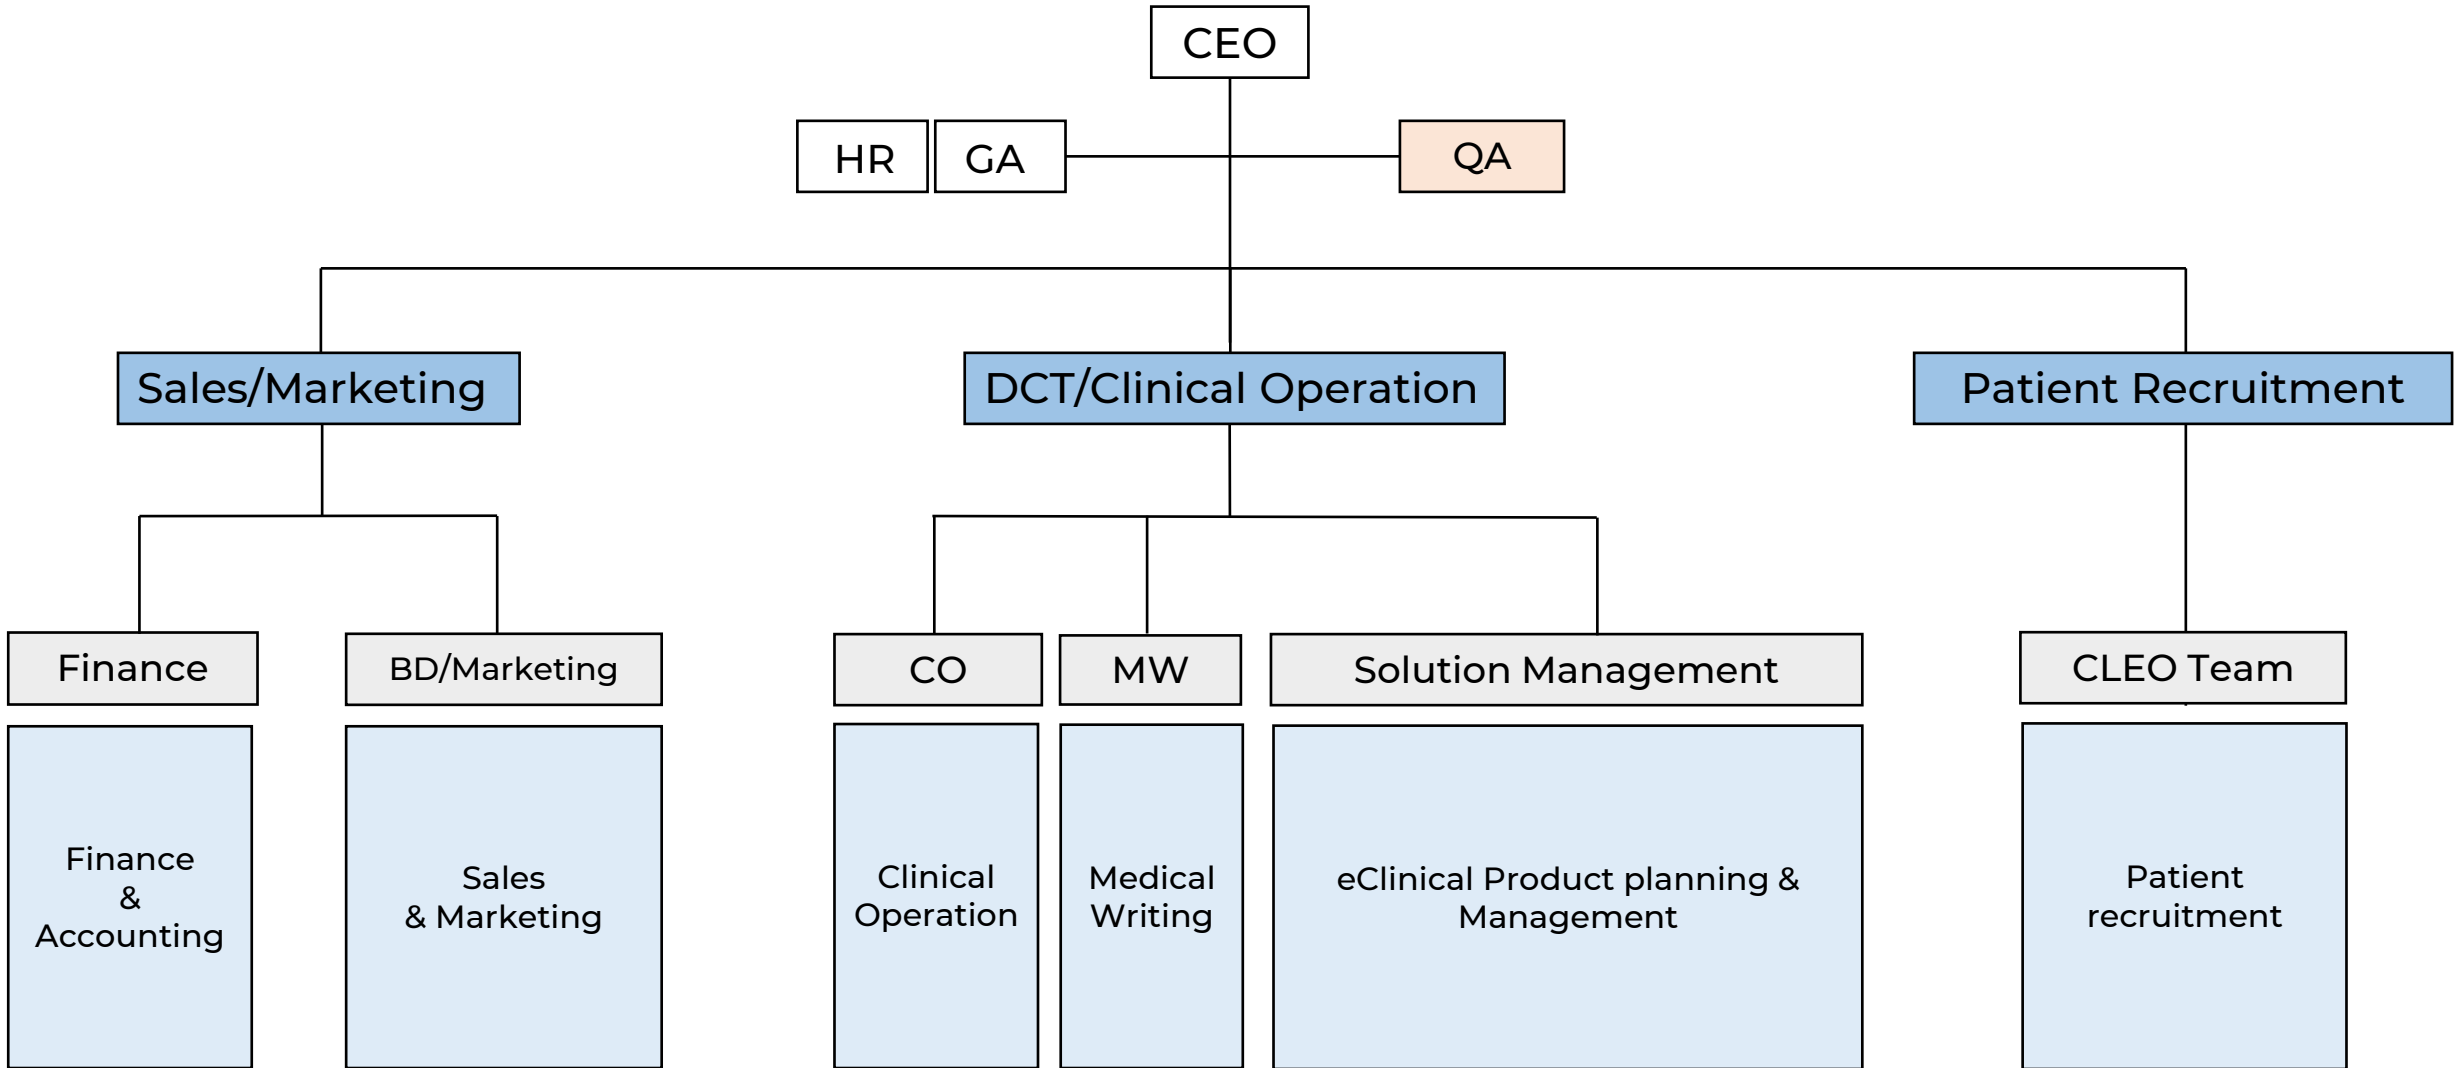 CEO
HR
GA
QA
Sales/Marketing
DCT/Clinical Operation
Patient Recruitment
Finance
BD/Marketing
CO
MW
Solution Management
CLEO Team
Finance
&
Accounting
Sales
& Marketing
Clinical
Operation
Medical
Writing
eClinical Product planning &
Management
Patient
recruitment